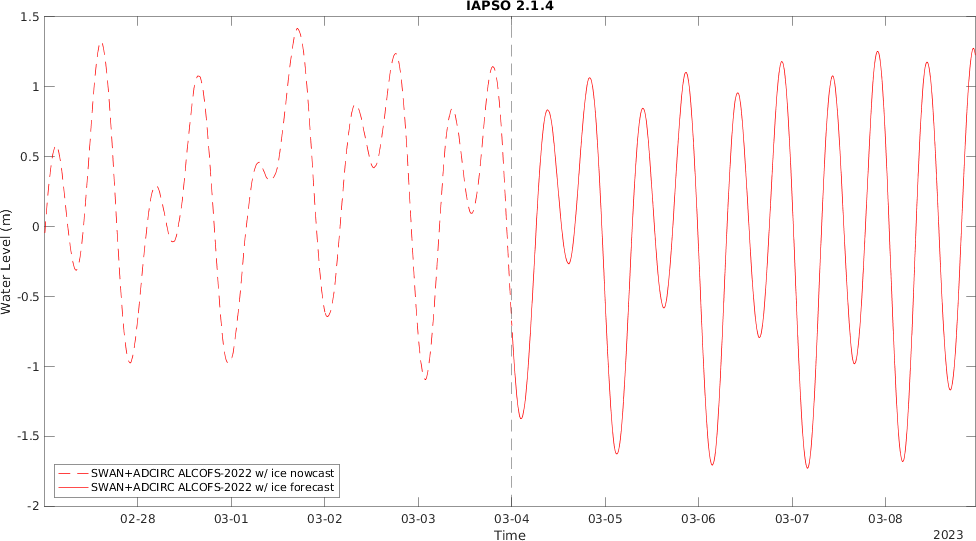 IAPSO 2.1.4
1.5
1
0.5
0
-0.5
-1
-1.5
-2
Water Level (m)
SWAN+ADCIRC ALCOFS-2022 w/ ice nowcast
SWAN+ADCIRC ALCOFS-2022 w/ ice forecast
02-28 03-01 03-02 03-03 03-04 03-05 03-06 03-07 03-08
Time
2023